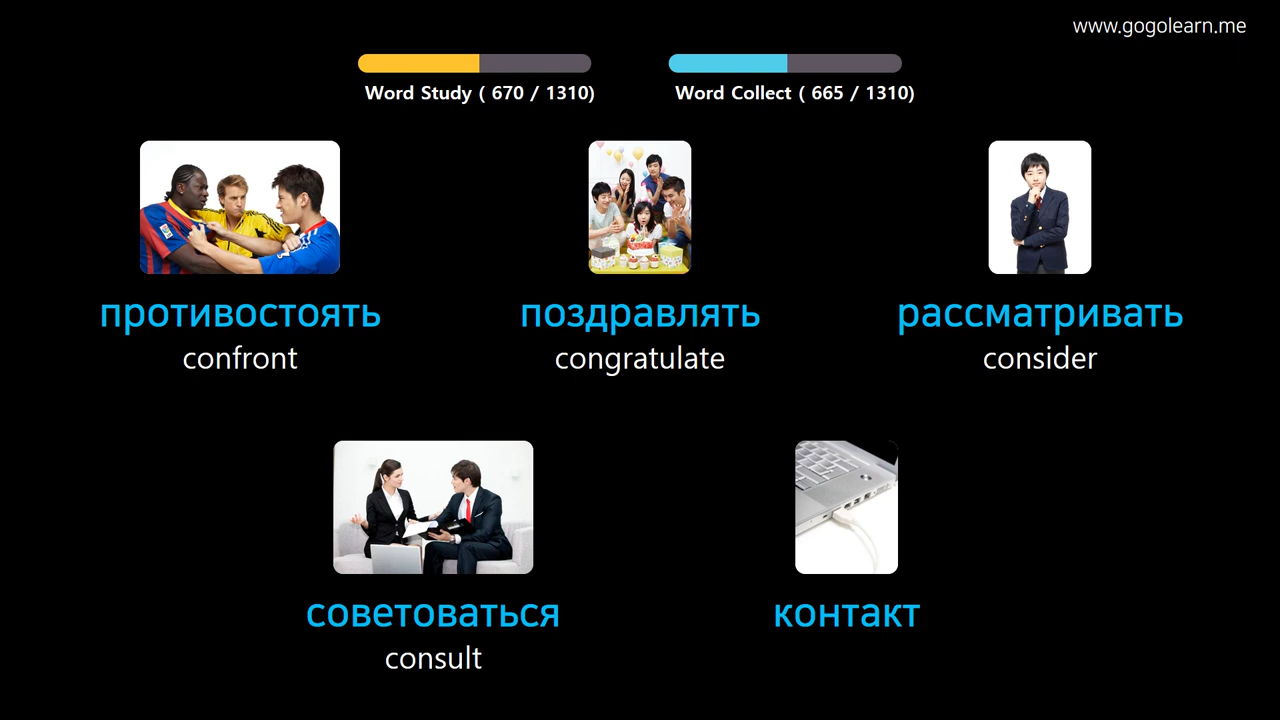 www.gogolearn.me
Word Study ( 670 / 1310)
Word Collect ( 665 / 1310)
противостоять
confront
поздравлять
congratulate
рассматривать
consider
советоваться
consult
контакт